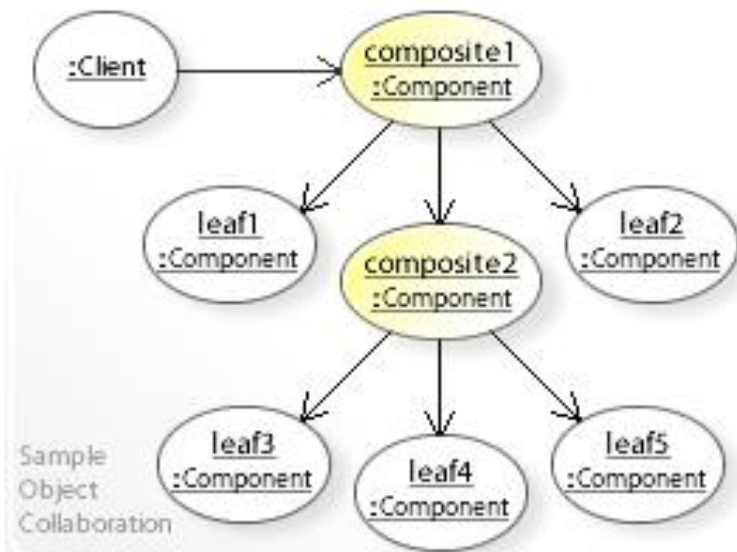 :Client
composite1
:Component
leaf1
:Component
leaf2
:Component
composite2
:Component
leaf3
:Component
leaf4
:Component
leaf5
:Component
Sample
Object
Collaboration